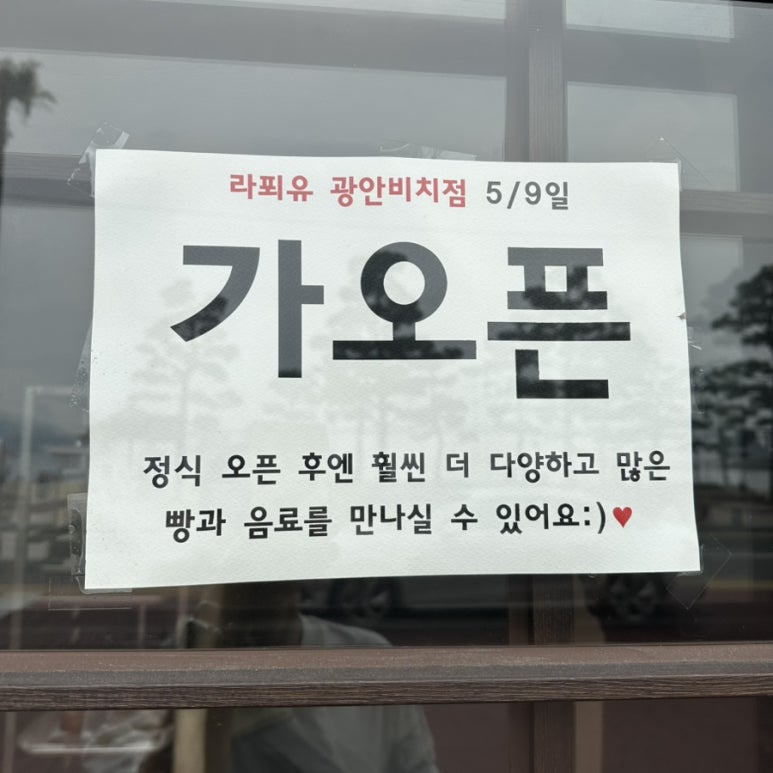 라푀유 광안비치점 5/9일
가오픈
정식 오픈 후엔 훨씬 더 다양하고 많은
빵과 음료를 만나실 수 있어요:)♥